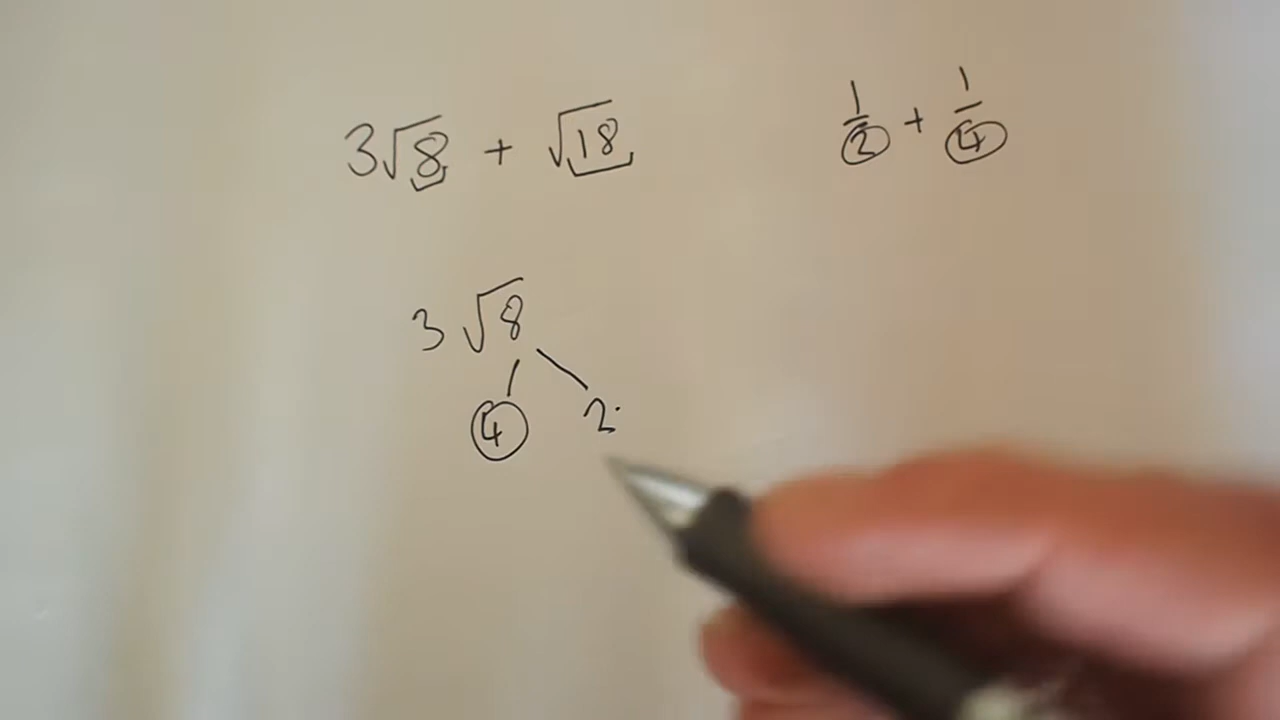 3√8 + √18
1/2 + 1/4
3√8
4 2